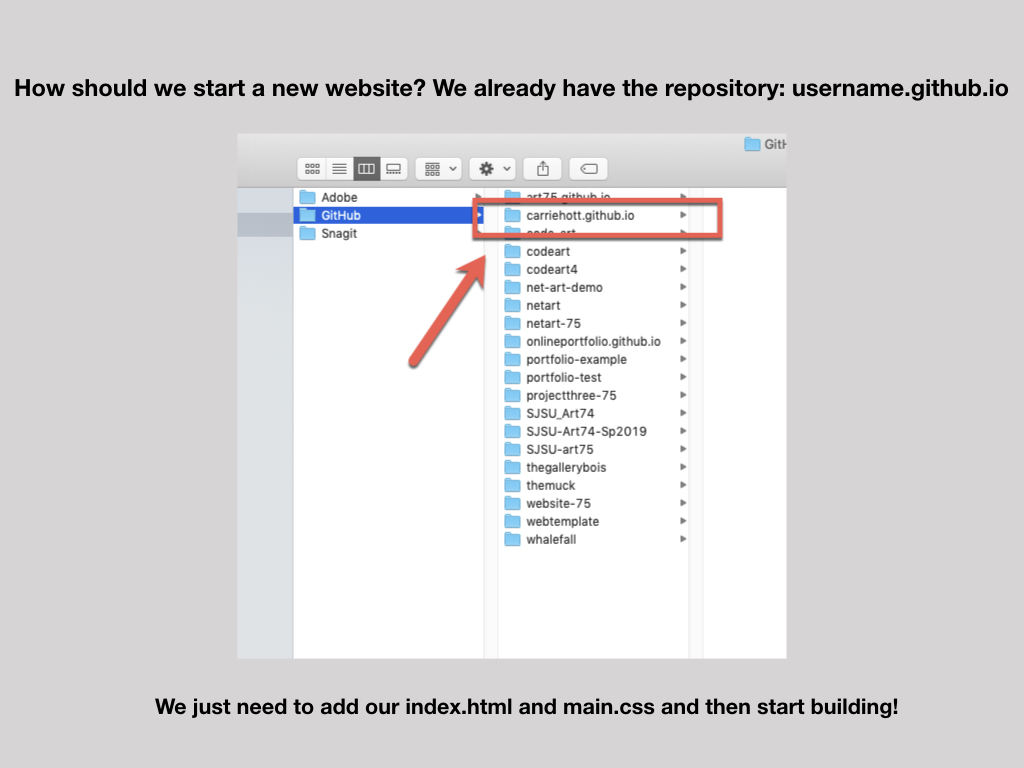 How should we start a new website? We already have the repository: username.github.io
Adobe
GitHub
Snagit
art75.github.io
carriehott.github.io
code_art
codeart
codeart4
net-art-demo
netart
netart-75
onlineportfolio.github.io
portfolio-example
portfolio-test
projectthree-75
SJSU_Art74
SJSU-Art74-Sp2019
SJSU-art75
thegallerybois
themuck
website-75
webtemplate
whalefall
We just need to add our index.html and main.css and then start building!